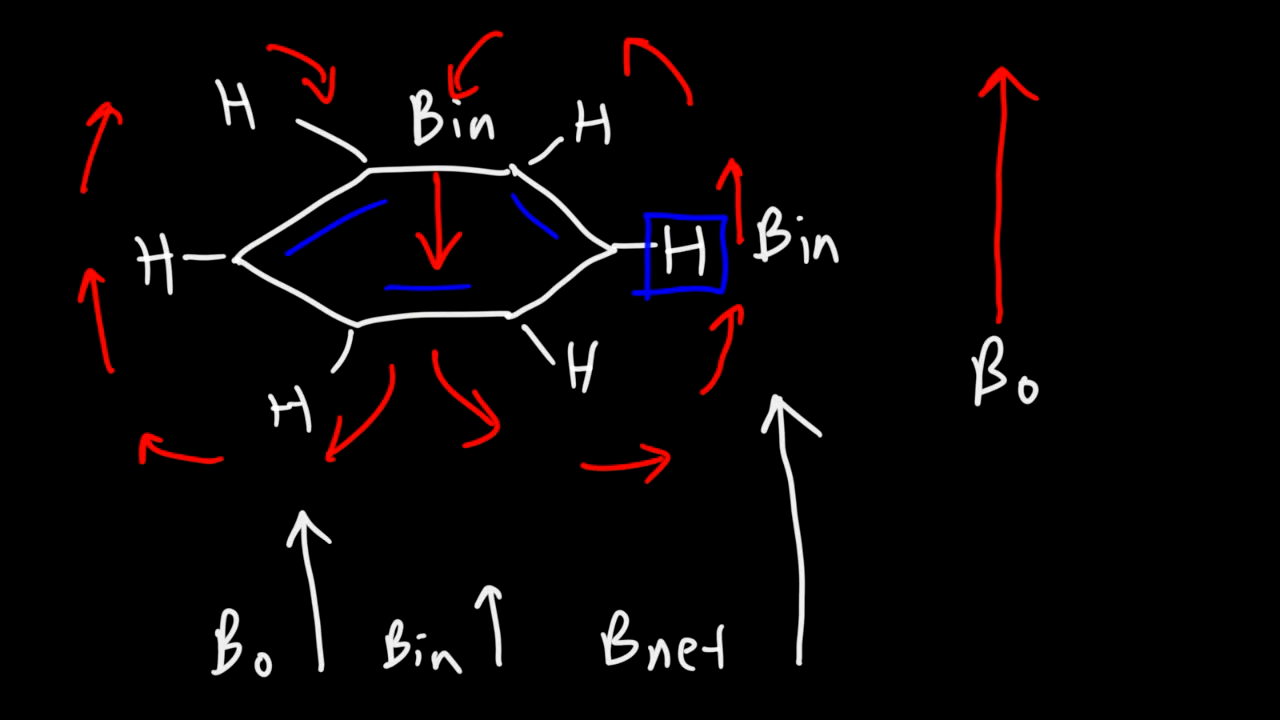 H Bin H
H H Bin
H H
B₀
B₀ Bin Bnet